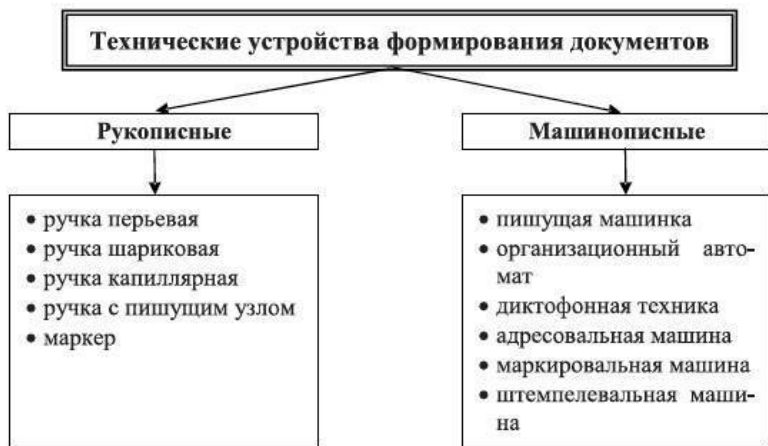 Технические устройства формирования документов
Рукописные
Машинописные
• ручка перьевая
• ручка шариковая
• ручка капиллярная
• ручка с пишущим узлом
• маркер
• пишущая машинка
• организационный авто-
мат
• диктофонная техника
• адресовальная машина
• маркировальная машина
• штемпелевальная маши-
на